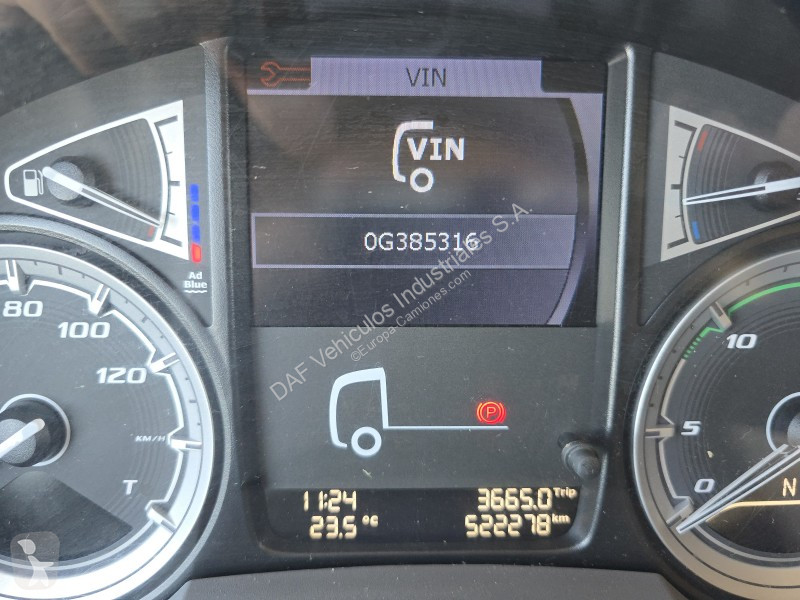 VIN
VIN
0G385316
Ad
Blue
80
100
120
KM/H
T
10
5
0
N
P
11:24
3665.0 Trip
23.5 °C
522278 km
DAF Vehiculos Industriales S.A.
©Europa-Camiones.com